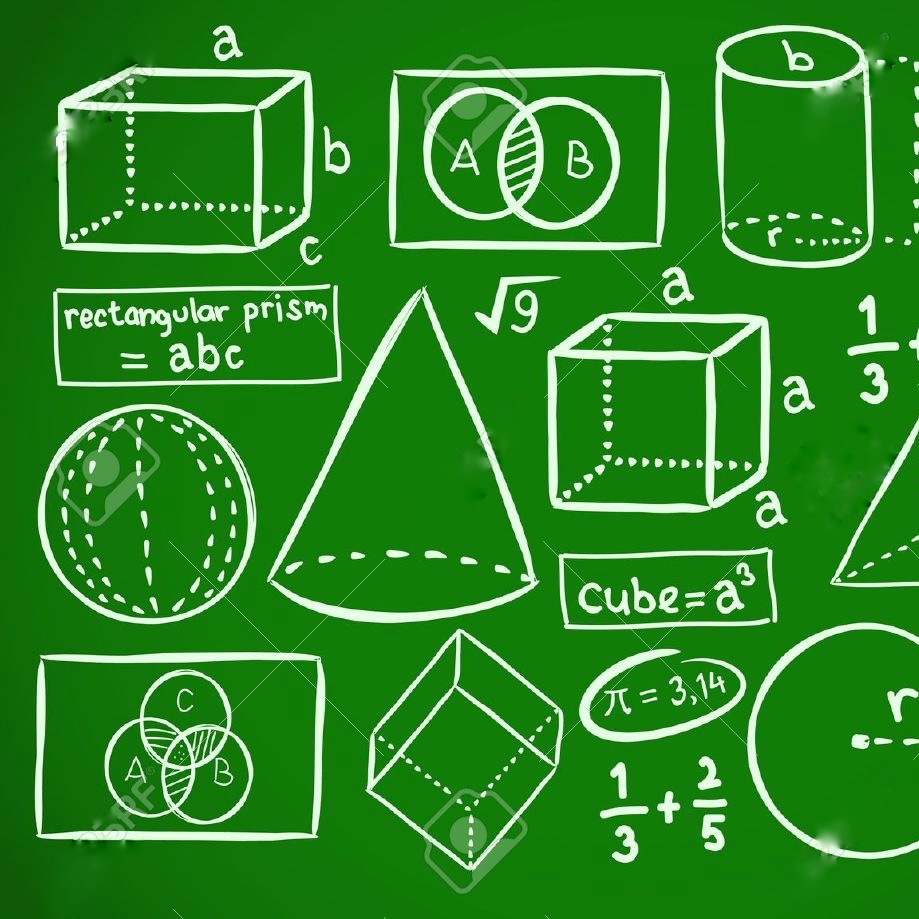 a
b
c
A B
b
r
rectangular prism
= abc
√9
a
a
a
1/3 +
cube=a³
π = 3,14
C
A B
1/3 + 2/5
r